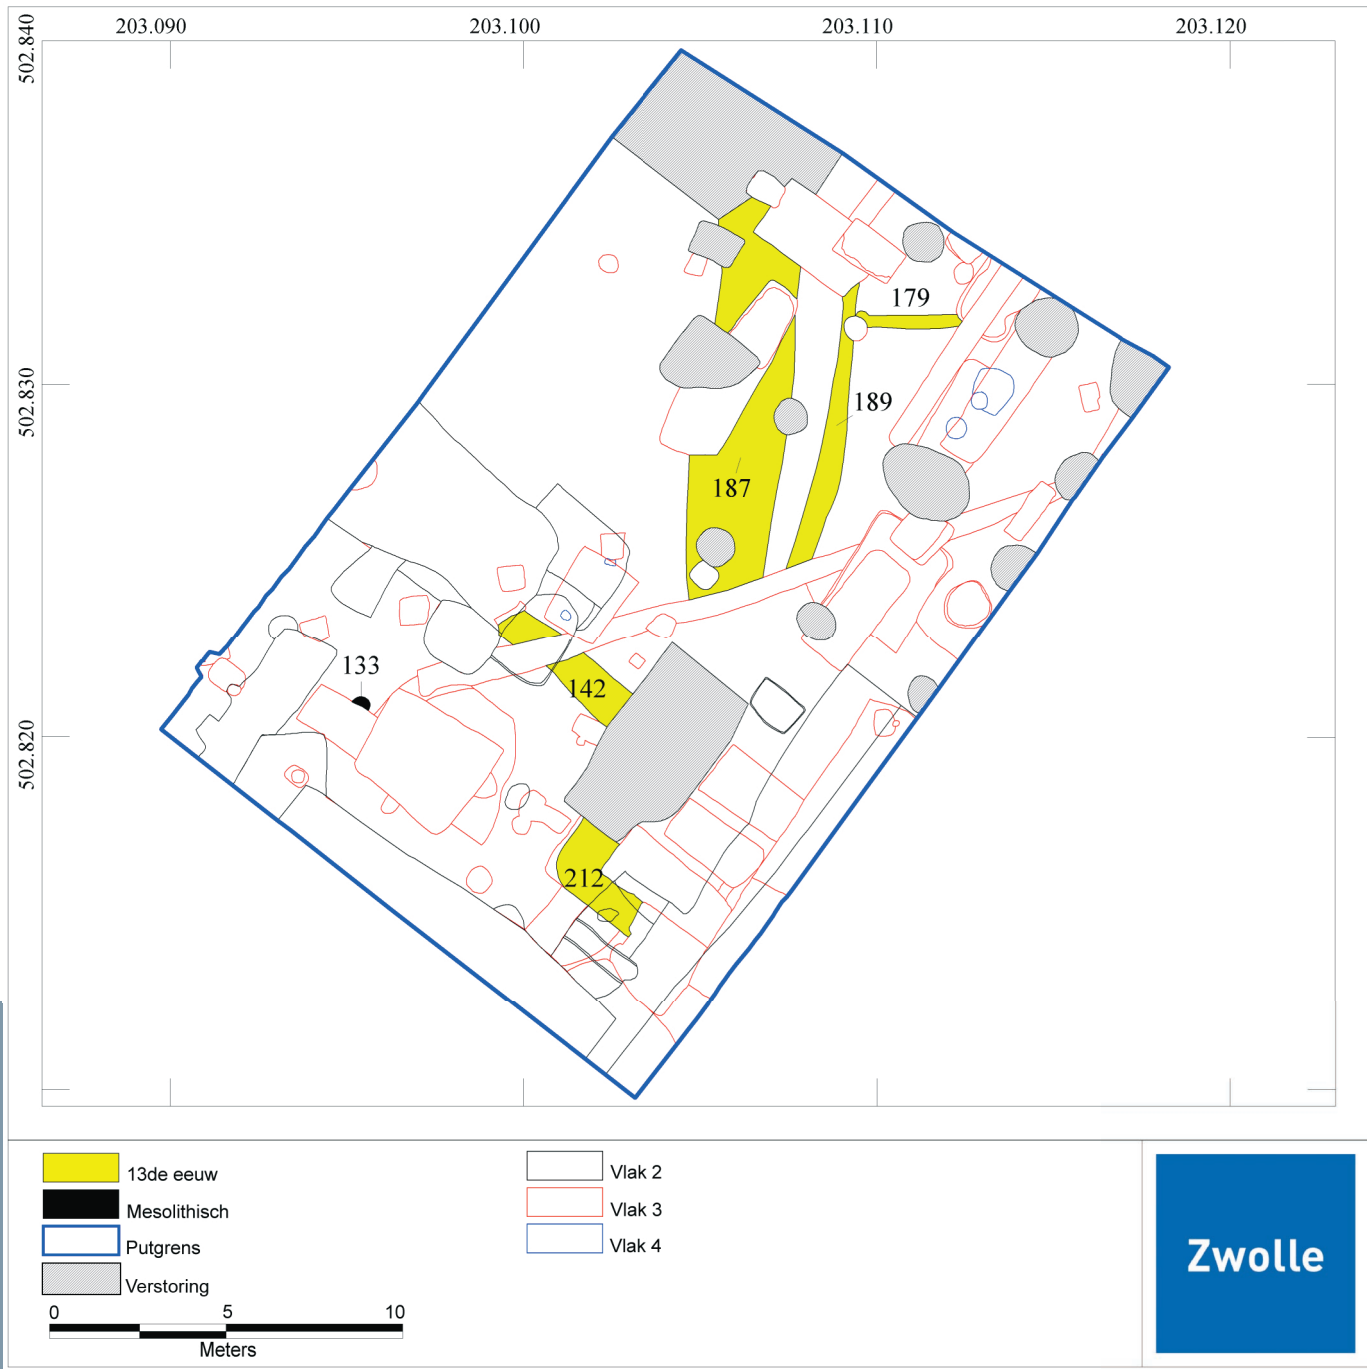 203.090 203.100 203.110 203.120
502.840
179
502.830
189
187
133
142
502.820
212
13de eeuw
Mesolithisch
Putgrens
Verstoring
0 5 10
Meters
Vlak 2
Vlak 3
Vlak 4
Zwolle